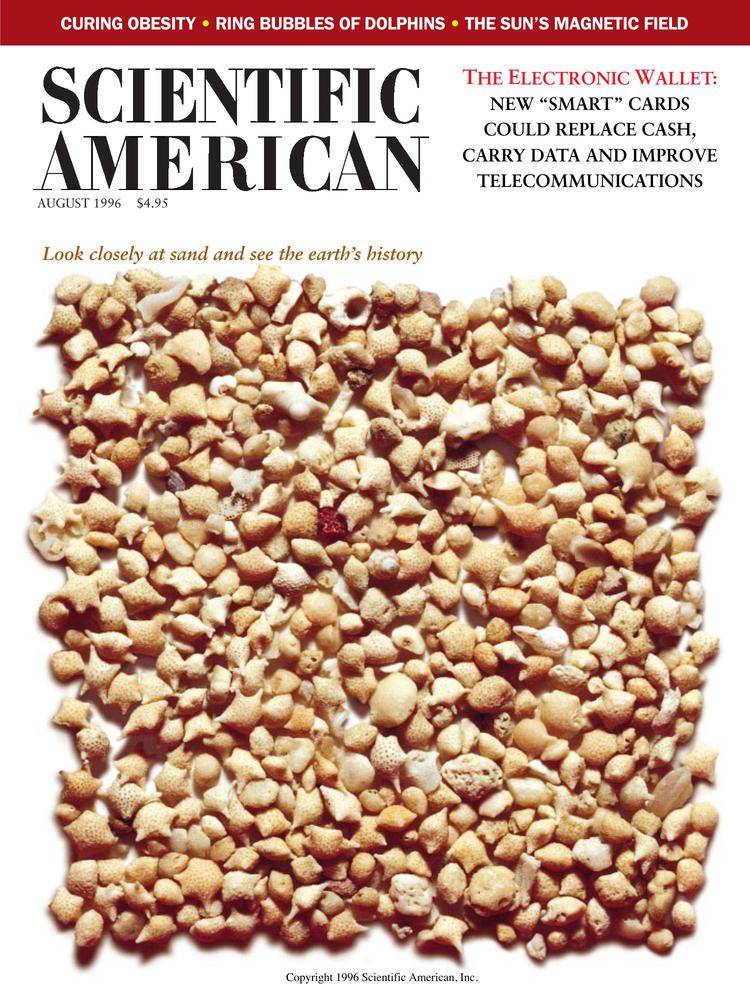 CURING OBESITY • RING BUBBLES OF DOLPHINS • THE SUN'S MAGNETIC FIELD
SCIENTIFIC
AMERICAN
AUGUST 1996 $4.95
THE ELECTRONIC WALLET:
NEW “SMART” CARDS
COULD REPLACE CASH,
CARRY DATA AND IMPROVE
TELECOMMUNICATIONS
Look closely at sand and see the earth's history
Copyright 1996 Scientific American, Inc.